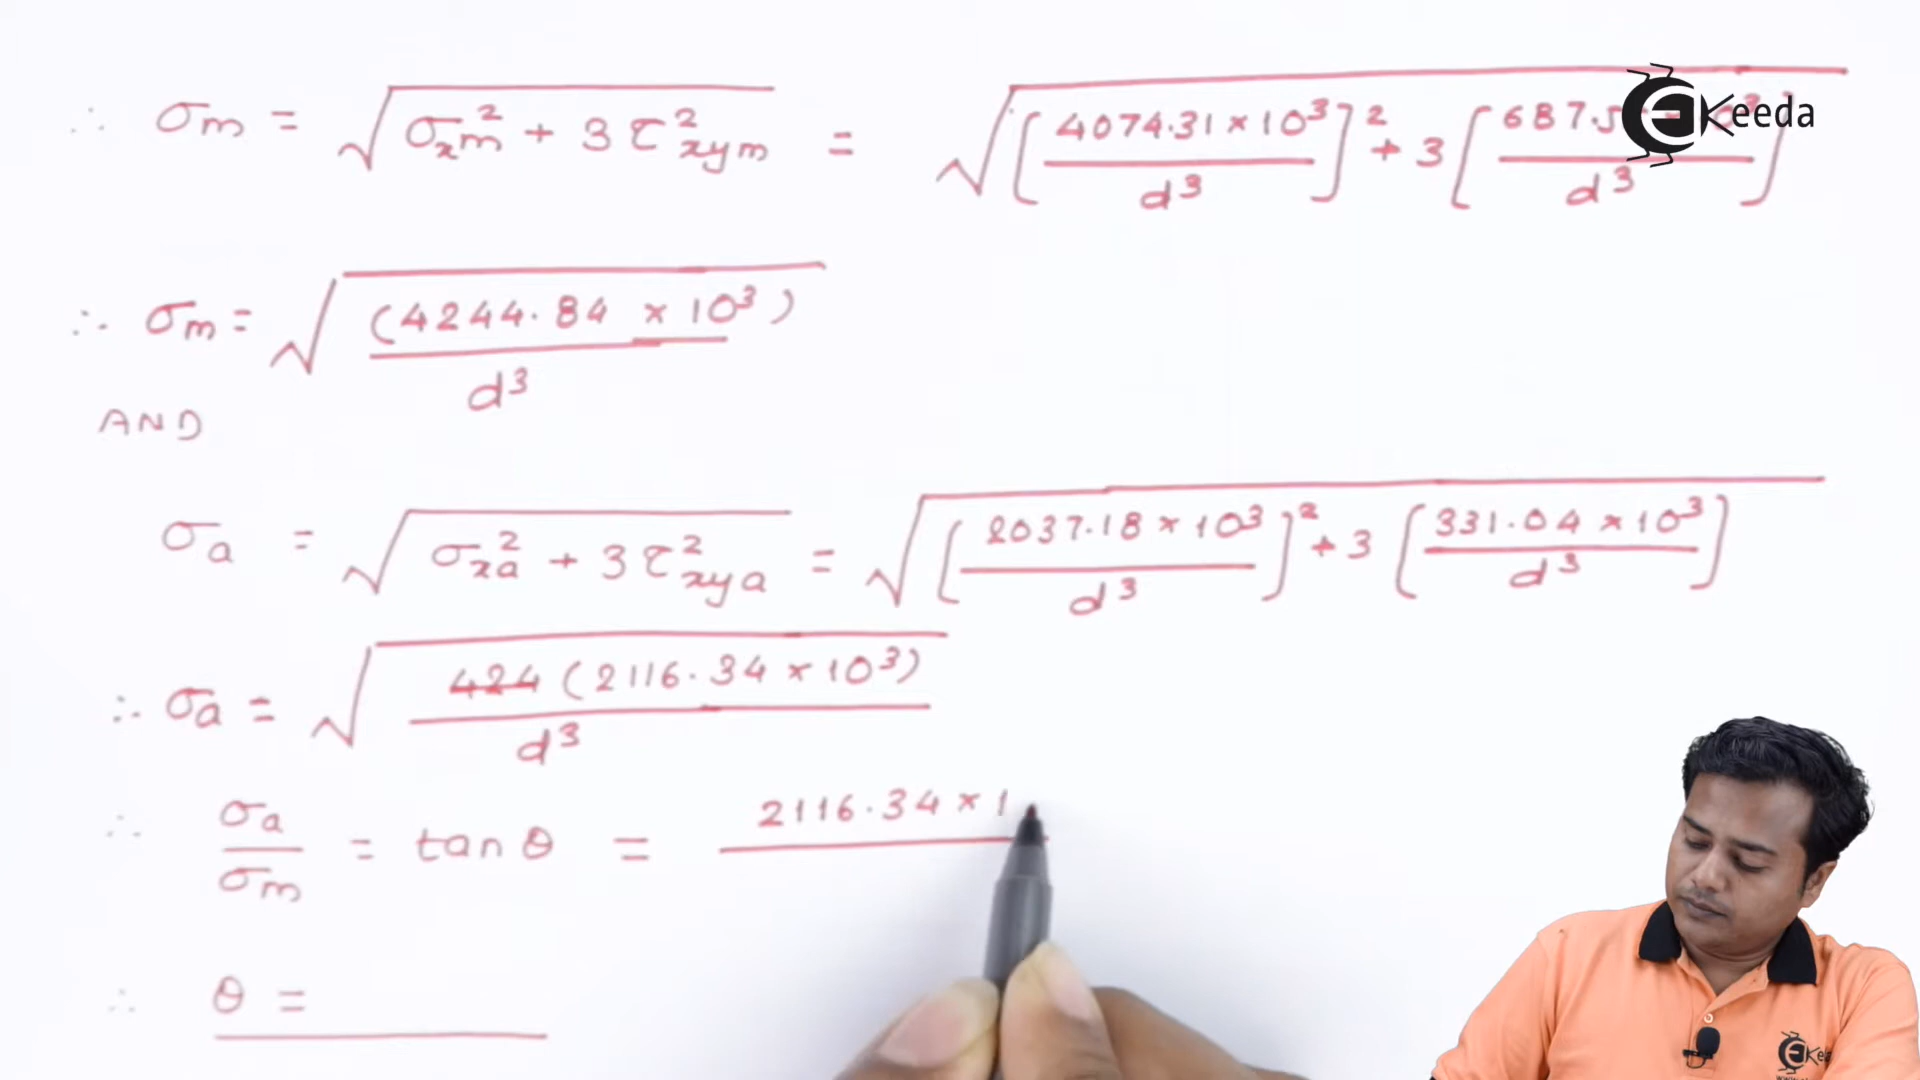 ∴ σm = √(σxm² + 3τ²xym) = √([4074.31 × 10³ / d³]² + 3[687.5 3 / d³])
Keeda
∴ σm = √((4244.84 × 10³) / d³)
AND
σa = √(σxa² + 3τ²xya) = √([2037.18 × 10³ / d³]² + 3[331.04 × 10³ / d³])
∴ σa = √(424 (2116.34 × 10³) / d³)
∴ σa / σm = tan θ = 2116.34 × 1
∴ θ =